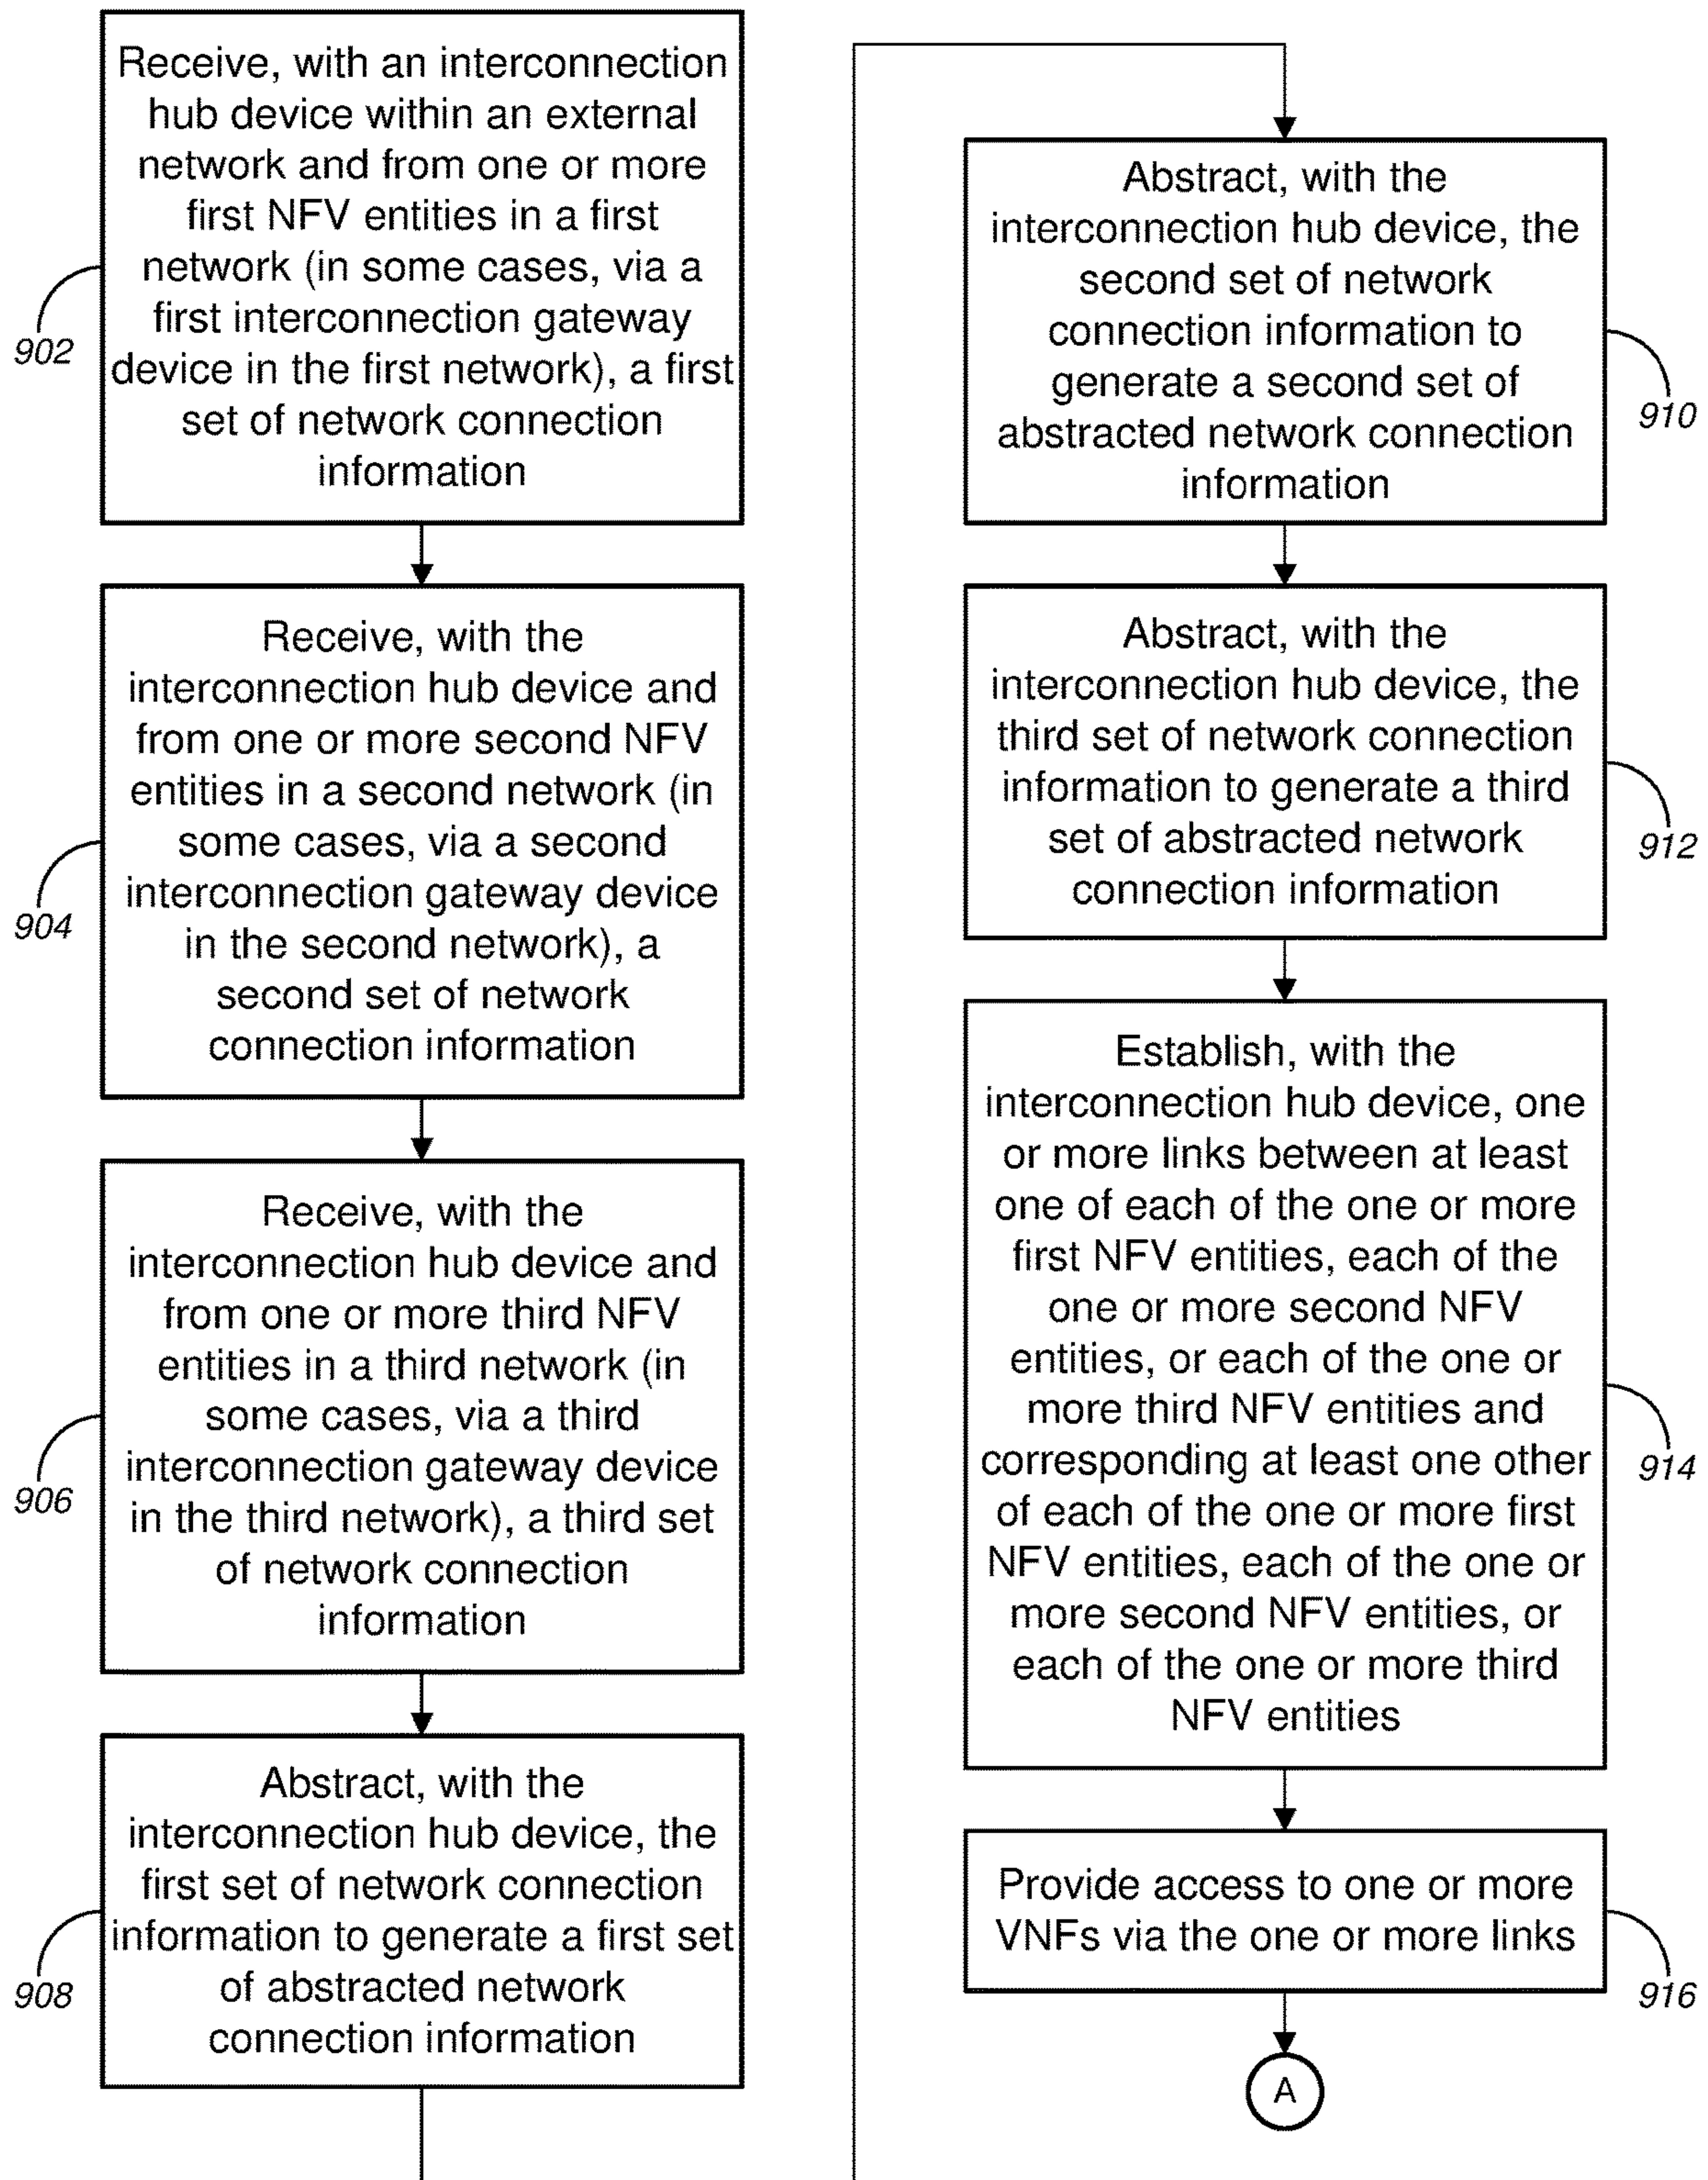 Receive, with an interconnection
hub device within an external
network and from one or more
first NFV entities in a first
network (in some cases, via a
first interconnection gateway
device in the first network), a first
set of network connection
information
902
Receive, with the
interconnection hub device and
from one or more second NFV
entities in a second network (in
some cases, via a second
interconnection gateway device
in the second network), a
second set of network
connection information
904
Receive, with the
interconnection hub device and
from one or more third NFV
entities in a third network (in
some cases, via a third
interconnection gateway device
in the third network), a third set
of network connection
information
906
Abstract, with the
interconnection hub device, the
first set of network connection
information to generate a first set
of abstracted network
connection information
908
Abstract, with the
interconnection hub device, the
second set of network
connection information to
generate a second set of
abstracted network connection
information
910
Abstract, with the
interconnection hub device, the
third set of network connection
information to generate a third
set of abstracted network
connection information
912
Establish, with the
interconnection hub device, one
or more links between at least
one of each of the one or more
first NFV entities, each of the
one or more second NFV
entities, or each of the one or
more third NFV entities and
corresponding at least one other
of each of the one or more first
NFV entities, each of the one or
more second NFV entities, or
each of the one or more third
NFV entities
914
Provide access to one or more
VNFs via the one or more links
916
A